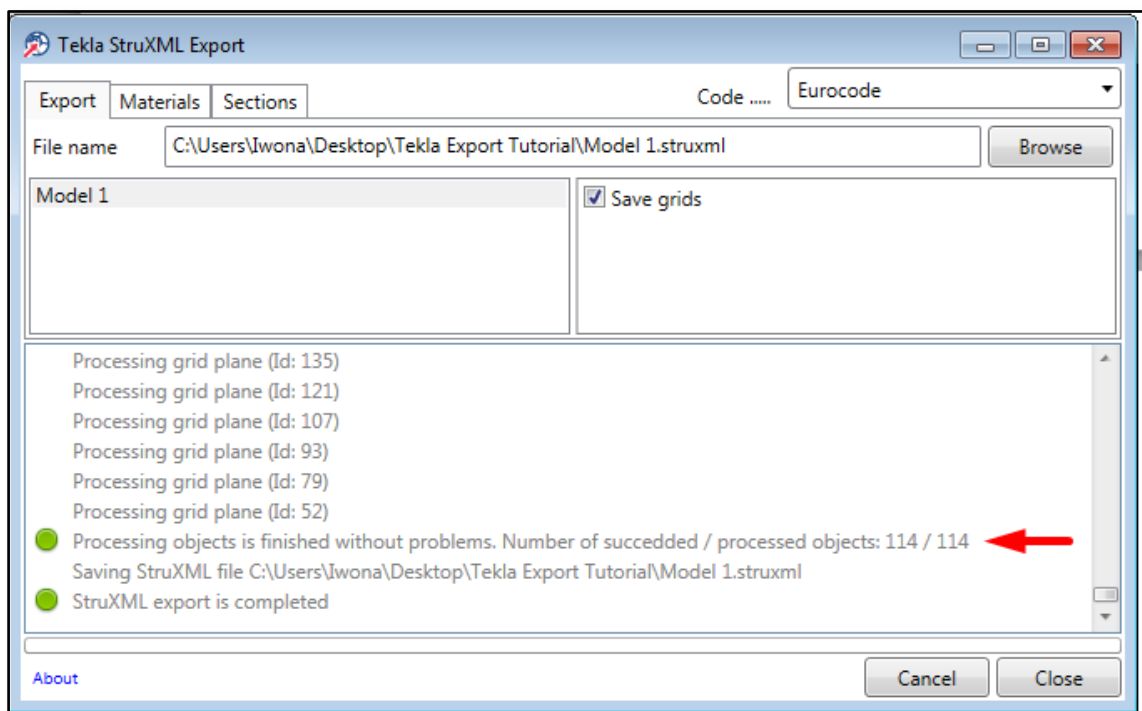 Tekla StruXML Export
Export Materials Sections Code ..... Eurocode
File name C:\Users\Iwona\Desktop\Tekla Export Tutorial\Model 1.struxml Browse
Model 1 Save grids
Processing grid plane (Id: 135)
Processing grid plane (Id: 121)
Processing grid plane (Id: 107)
Processing grid plane (Id: 93)
Processing grid plane (Id: 79)
Processing grid plane (Id: 52)
Processing objects is finished without problems. Number of succedded / processed objects: 114 / 114
Saving StruXML file C:\Users\Iwona\Desktop\Tekla Export Tutorial\Model 1.struxml
StruXML export is completed
About Cancel Close